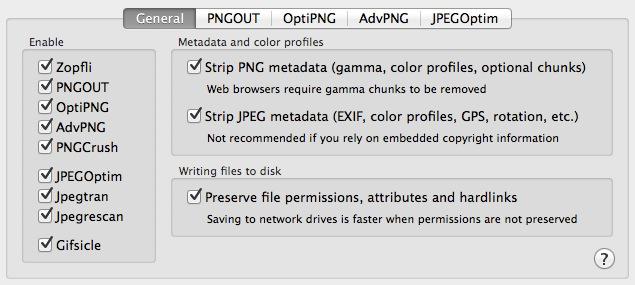 General PNGOUT OptiPNG AdvPNG JPEGOptim
Enable
Zopfli
PNGOUT
OptiPNG
AdvPNG
PNGCrush
JPEGOptim
Jpegtran
Jpegrescan
Gifsicle
Metadata and color profiles
Strip PNG metadata (gamma, color profiles, optional chunks)
Web browsers require gamma chunks to be removed
Strip JPEG metadata (EXIF, color profiles, GPS, rotation, etc.)
Not recommended if you rely on embedded copyright information
Writing files to disk
Preserve file permissions, attributes and hardlinks
Saving to network drives is faster when permissions are not preserved
?